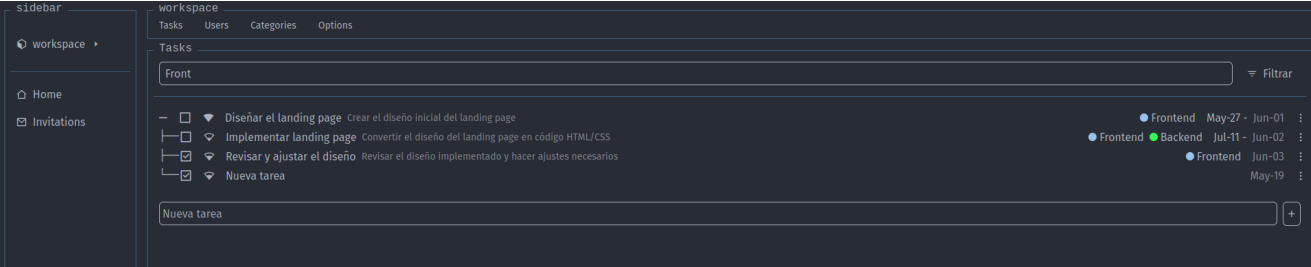 sidebar
workspace
Home
Invitations
workspace
Tasks Users Categories Options
Tasks
Front
Filtrar
Diseñar el landing page Crear el diseño inicial del landing page Frontend May-27 - Jun-01
Implementar landing page Convertir el diseño del landing page en código HTML/CSS Frontend Backend Jul-11 - Jun-02
Revisar y ajustar el diseño Revisar el diseño implementado y hacer ajustes necesarios Frontend Jun-03
Nueva tarea May-19
Nueva tarea +